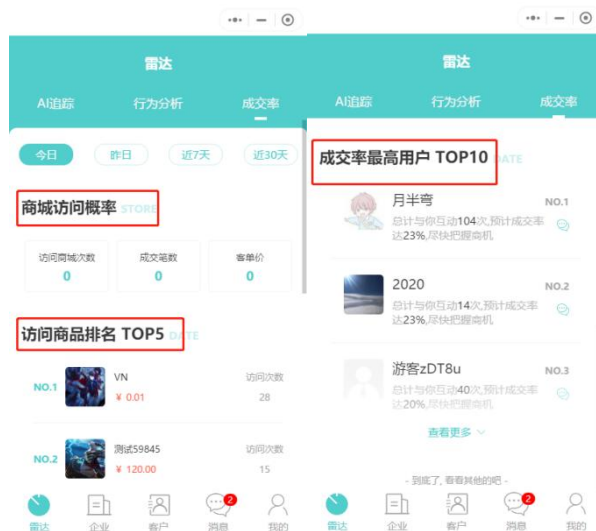 雷达
AI追踪
行为分析
成交率
今日
昨日
近7天
近30天
商城访问概率 STORE
访问商城次数
成交笔数
客单价
0
0
0
访问商品排名 TOP5 DATE
NO.1
VN
¥ 0.01
访问次数
28
NO.2
测试59845
¥ 120.00
访问次数
15
雷达
企业
客户
2
消息
我的
雷达
AI追踪
行为分析
成交率
成交率最高用户 TOP10 DATE
月半弯
NO.1
总计与你互动104次,预计成交率
达23%,尽快把握商机
2020
NO.2
总计与你互动14次,预计成交率
达23%,尽快把握商机
游客zDT8u
NO.3
总计与你互动40次,预计成交率
达20%,尽快把握商机
查看更多
- 到底了, 看看其他的吧 -
雷达
企业
客户
2
消息
我的